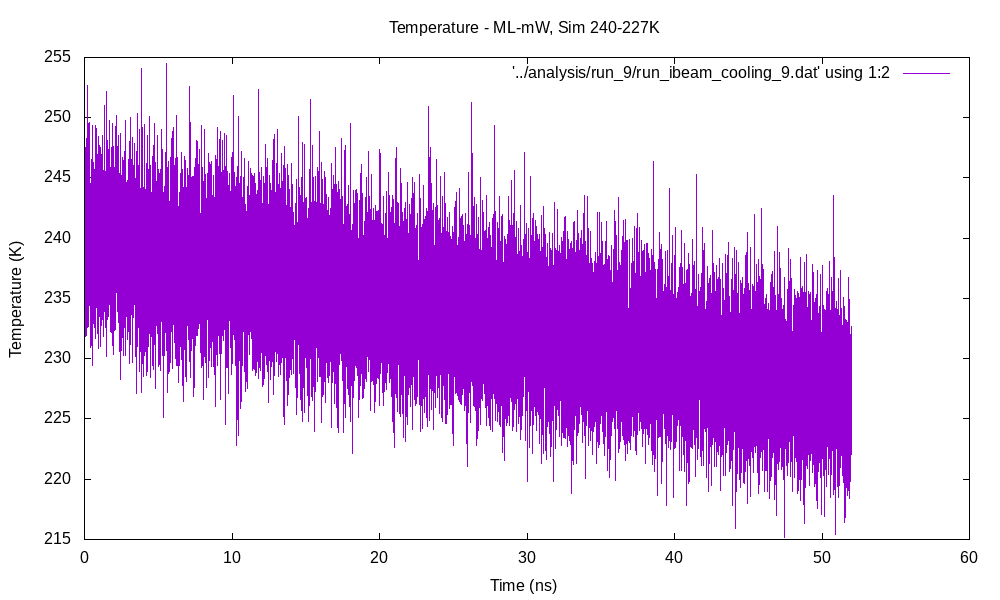 Temperature - ML-mW, Sim 240-227K
'../analysis/run_9/run_ibeam_cooling_9.dat' using 1:2
255
250
245
240
235
230
225
220
215
Temperature (K)
0 10 20 30 40 50 60
Time (ns)